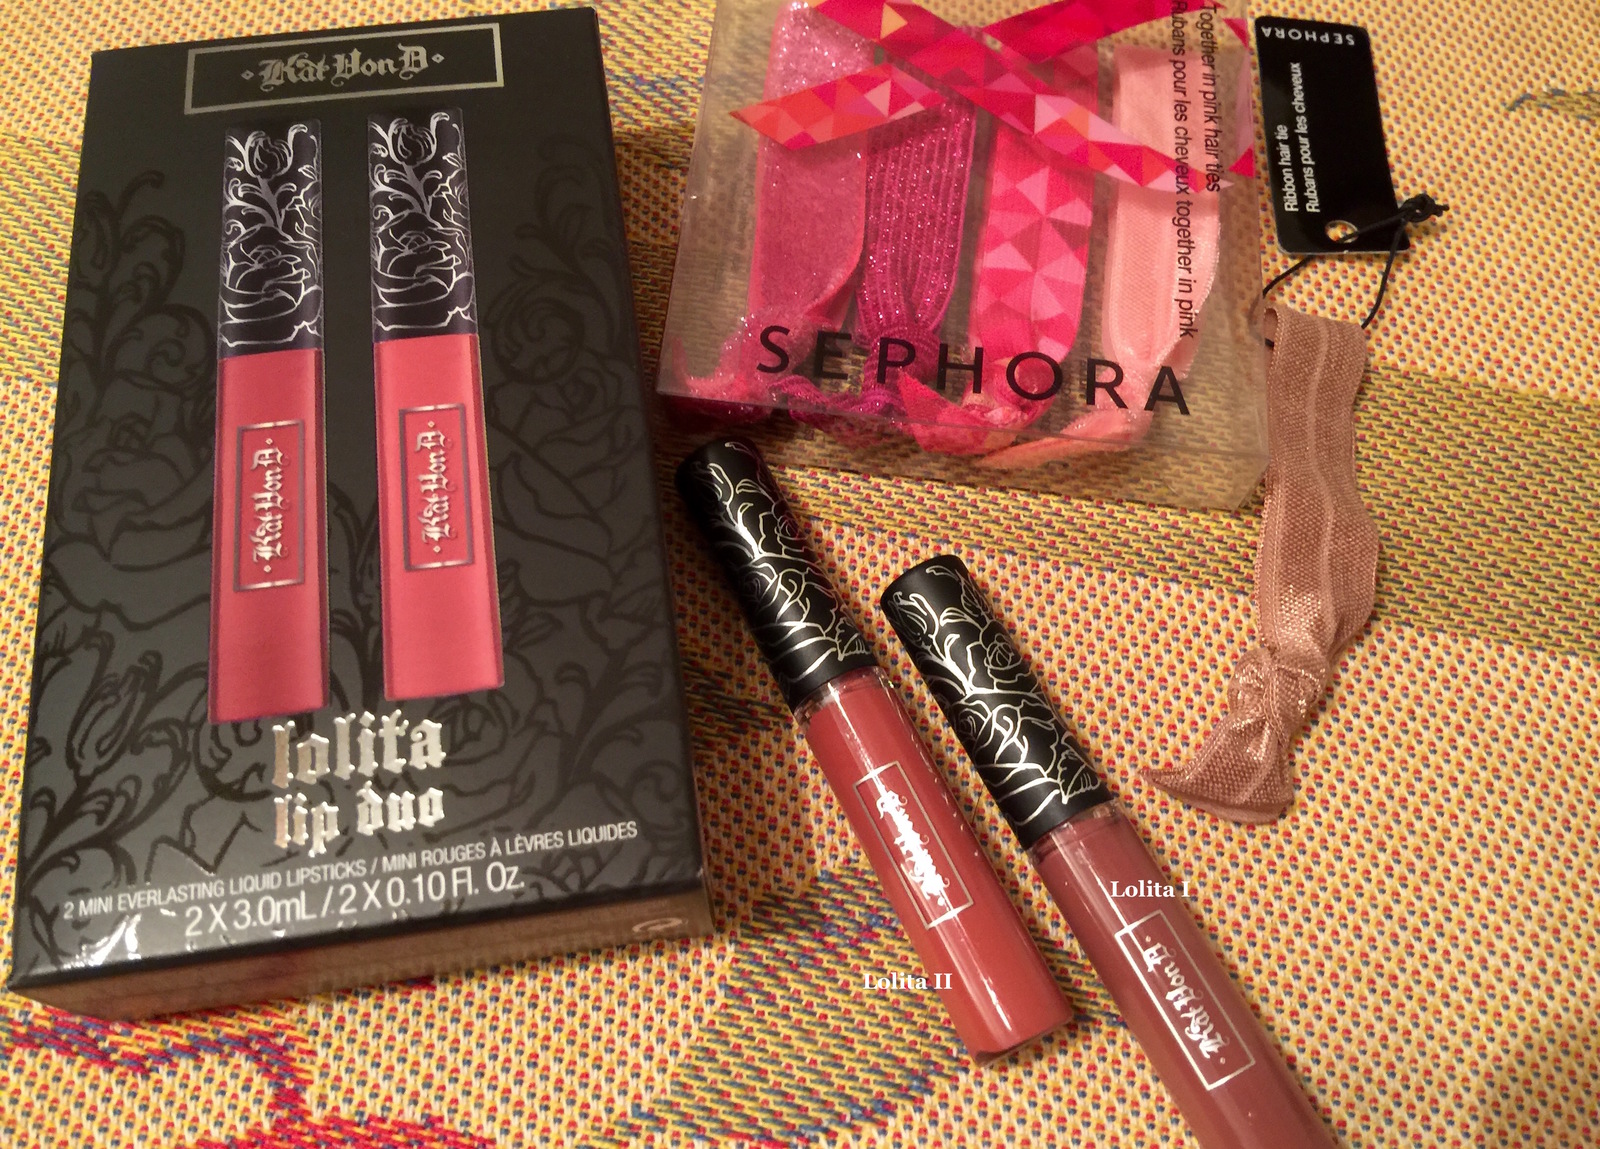 ·Kat Von D·
·Kat Von D·
·Kat Von D·
lolita
lip duo
2 MINI EVERLASTING LIQUID LIPSTICKS / MINI ROUGES À LÈVRES LIQUIDES
2 X 3.0mL / 2 X 0.10 Fl. Oz.
Together in pink hair ties
Rubans pour les cheveux together in pink
SEPHORA
SEPHORA
Ribbon hair tie
Rubans pour les cheveux
Lolita II
Lolita I
·Kat Von D·
·Kat Von D·